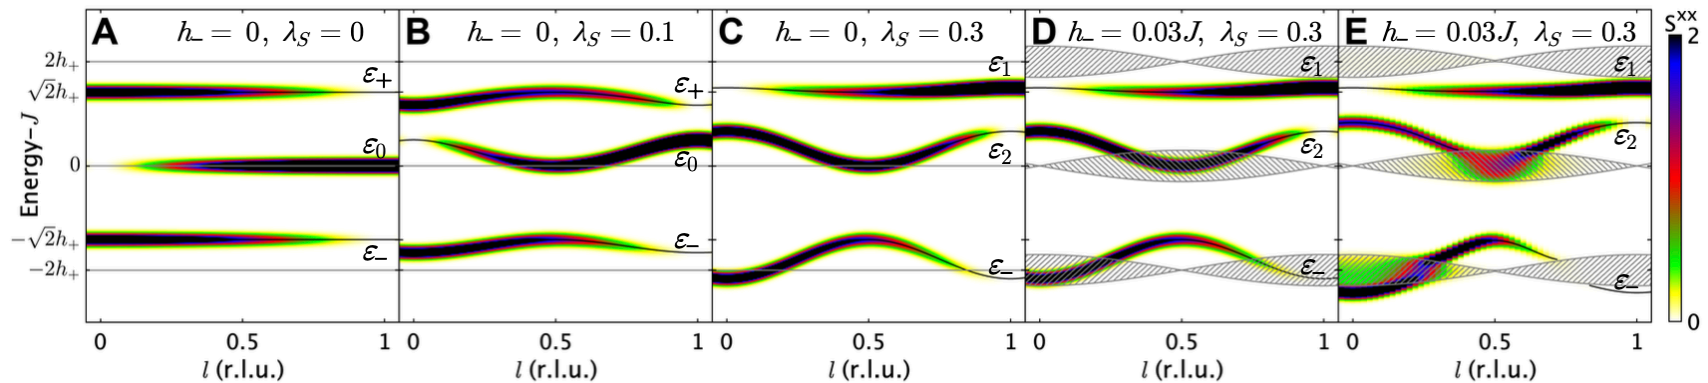 A h₋ = 0, λ_S = 0
B h₋ = 0, λ_S = 0.1
C h₋ = 0, λ_S = 0.3
D h₋ = 0.03J, λ_S = 0.3
E h₋ = 0.03J, λ_S = 0.3
S^xx
2
0
Energy–J
2h₊
√2h₊
0
−√2h₊
−2h₊
ε₊
ε₀
ε₋
ε₊
ε₀
ε₋
ε₁
ε₂
ε₋
ε₁
ε₂
ε₋
ε₁
ε₂
ε₋
0 0.5 1
0 0.5 1
0 0.5 1
0 0.5 1
0 0.5 1
l (r.l.u.)
l (r.l.u.)
l (r.l.u.)
l (r.l.u.)
l (r.l.u.)